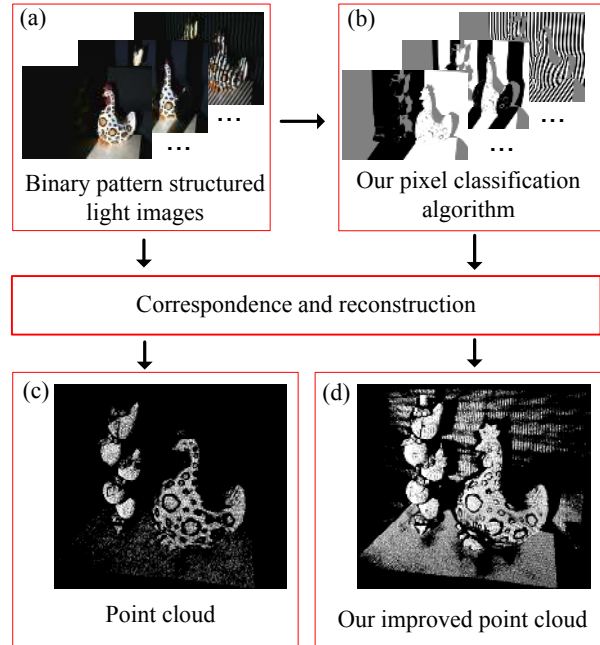 (a)
(b)
...
...
...
...
Binary pattern structured
light images
Our pixel classification
algorithm
Correspondence and reconstruction
(c)
(d)
Point cloud
Our improved point cloud